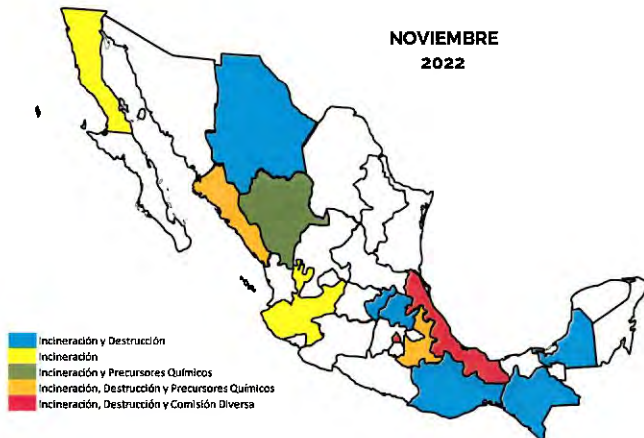 NOVIEMBRE
2022
Incineración y Destrucción
Incineración
Incineración y Precursores Químicos
Incineración, Destrucción y Precursores Químicos
Incineración, Destrucción y Comisión Diversa